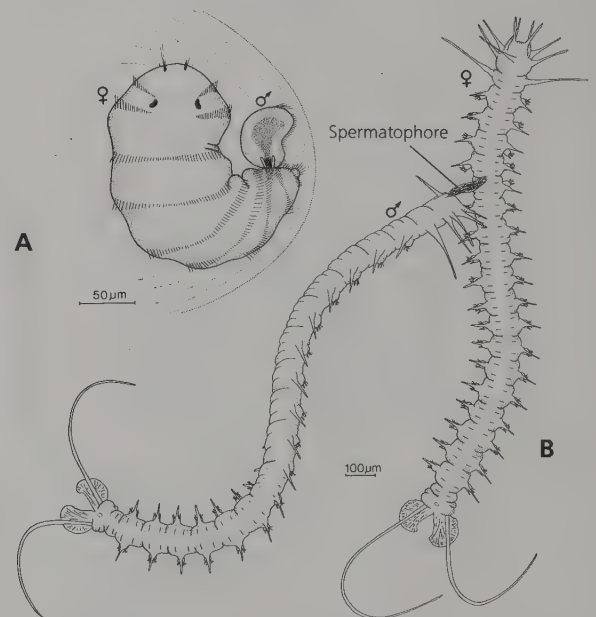 ♀
♂
A
50µm
♀
Spermatophore
♂
100µm
B